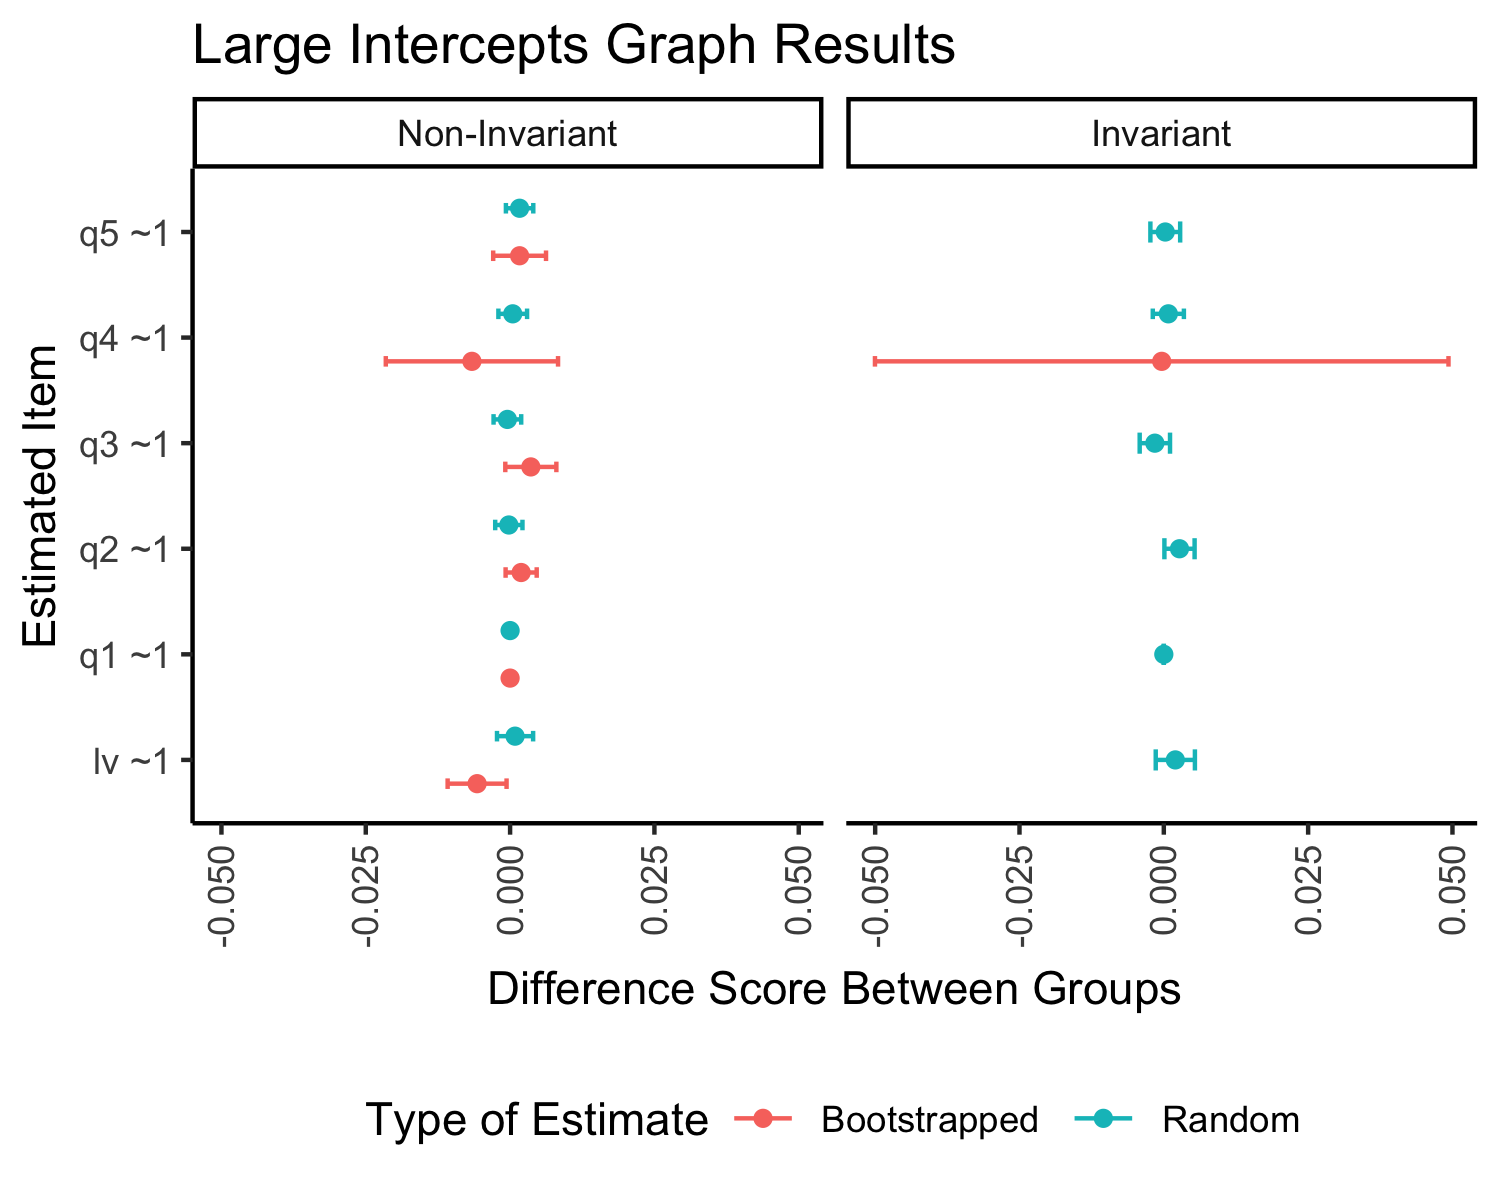 Large Intercepts Graph Results
Non-Invariant
Invariant
Estimated Item
q5 ~1
q4 ~1
q3 ~1
q2 ~1
q1 ~1
lv ~1
-0.050
-0.025
0.000
0.025
0.050
-0.050
-0.025
0.000
0.025
0.050
Difference Score Between Groups
Type of Estimate
Bootstrapped
Random